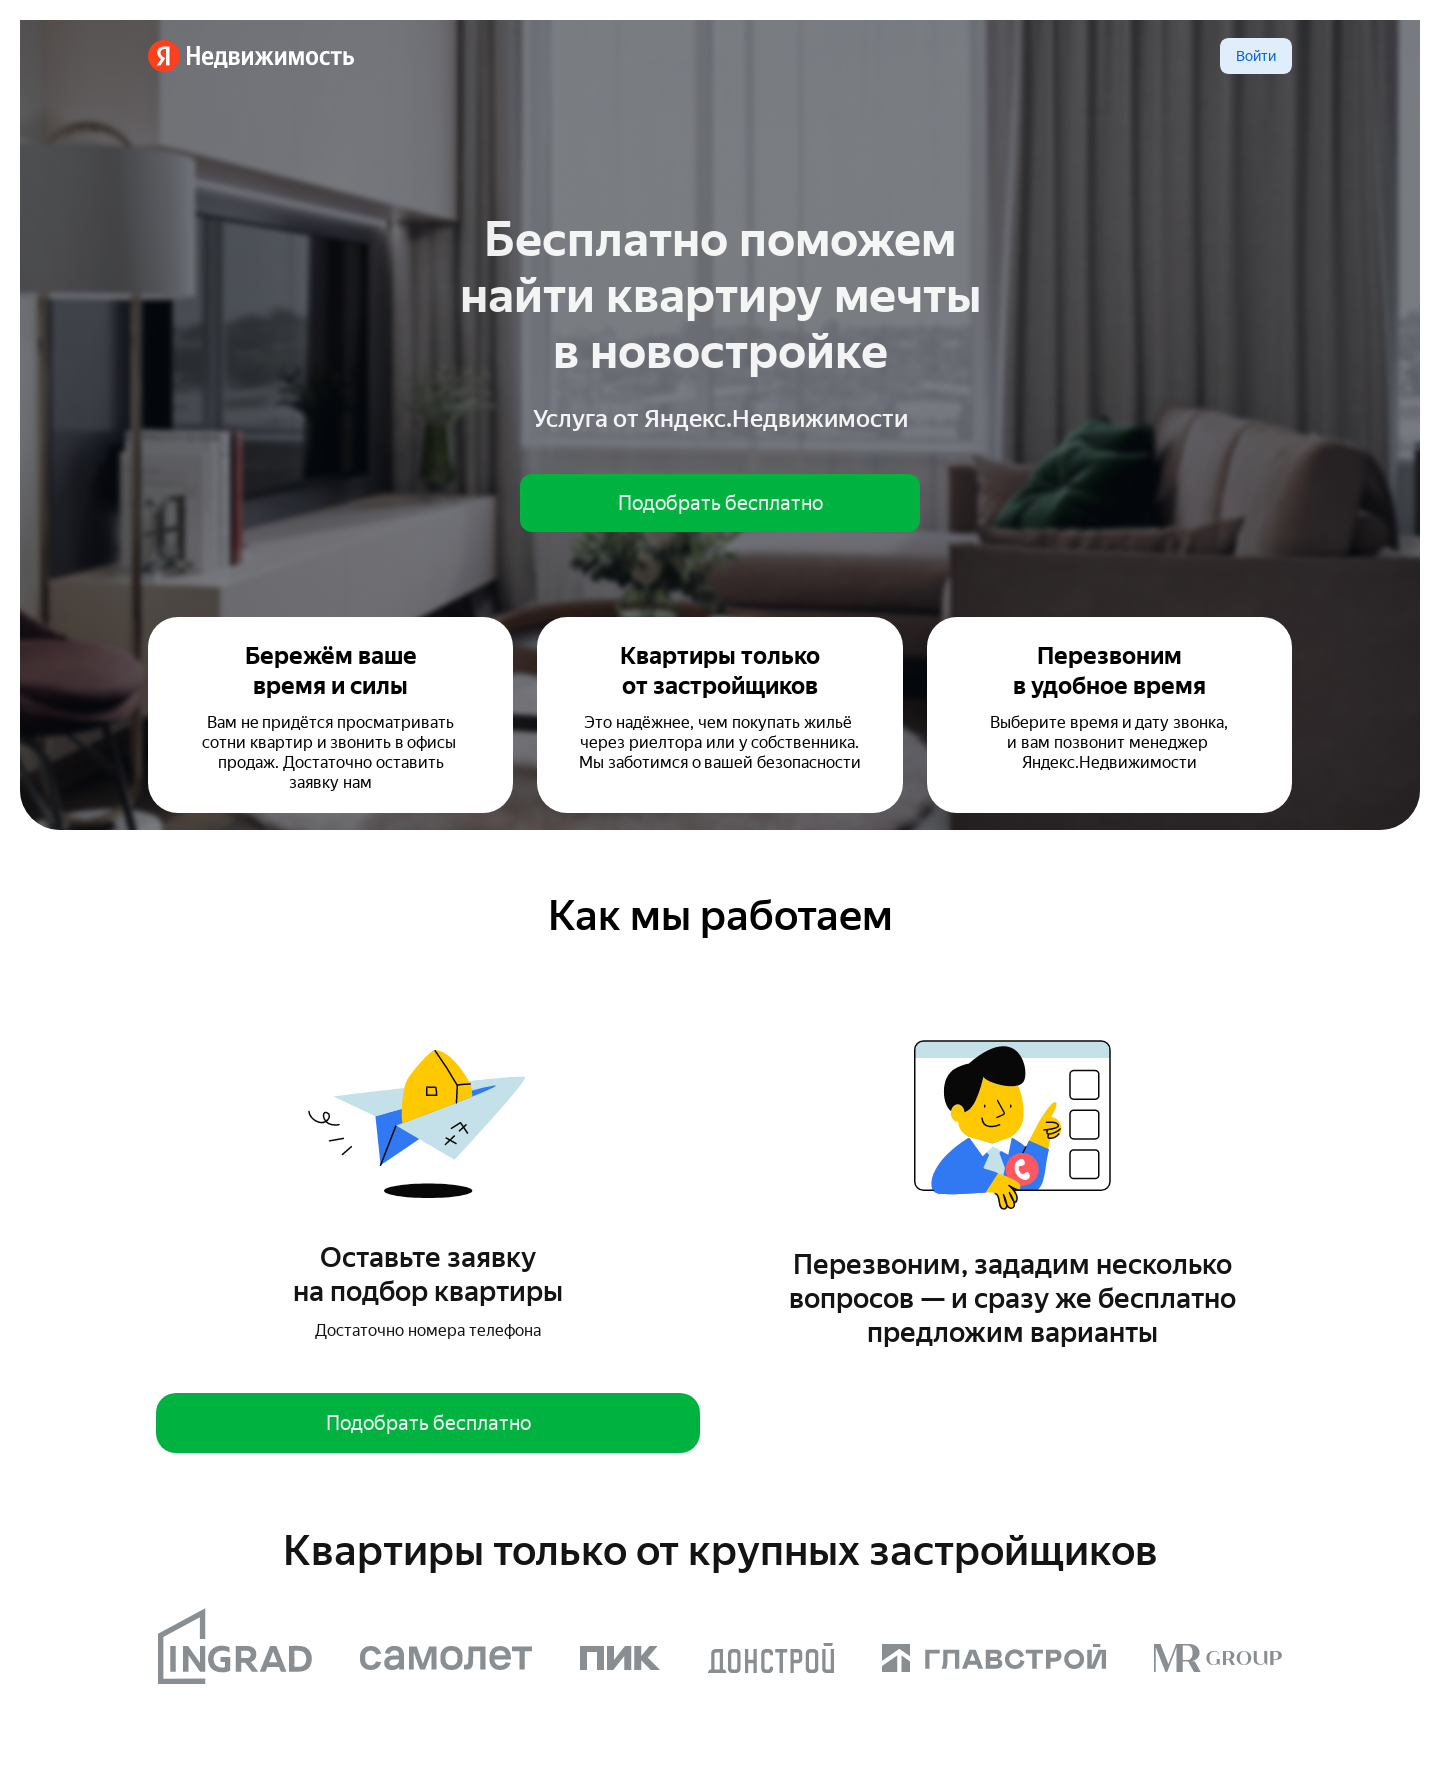 Я Недвижимость
Войти
Бесплатно поможем
найти квартиру мечты
в новостройке
Услуга от Яндекс.Недвижимости
Подобрать бесплатно
Бережём ваше
время и силы
Вам не придётся просматривать
сотни квартир и звонить в офисы
продаж. Достаточно оставить
заявку нам
Квартиры только
от застройщиков
Это надёжнее, чем покупать жильё
через риелтора или у собственника.
Мы заботимся о вашей безопасности
Перезвоним
в удобное время
Выберите время и дату звонка,
и вам позвонит менеджер
Яндекс.Недвижимости
Как мы работаем
Оставьте заявку
на подбор квартиры
Достаточно номера телефона
Подобрать бесплатно
Перезвоним, зададим несколько
вопросов — и сразу же бесплатно
предложим варианты
Квартиры только от крупных застройщиков
INGRAD
самолет
ПИК
ДОНСТРОЙ
ГЛАВСТРОЙ
MR GROUP